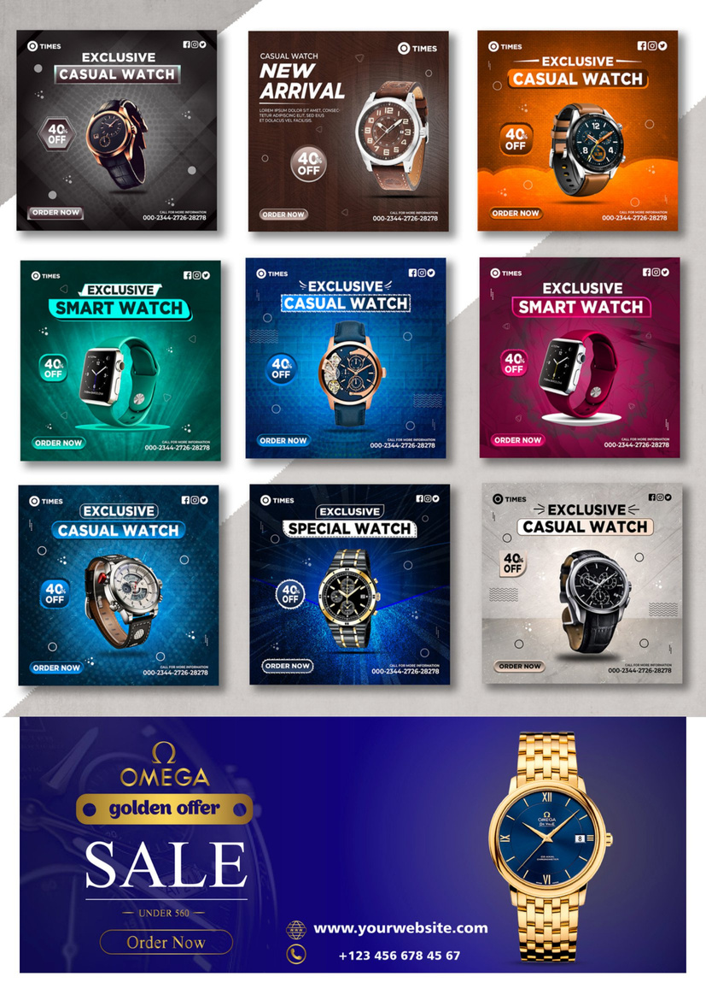 TIMES
EXCLUSIVE
CASUAL WATCH
40%
OFF
ORDER NOW
CALL FOR MORE INFORMATION
000-2344-2726-28278
TIMES
CASUAL WATCH
NEW
ARRIVAL
LOREM IPSUM DOLOR SIT AMET, CONSEC-
TETUR ADIPISCING ELIT, SED EIUS
ET DOLACUS VEL FACILISIS.
40%
OFF
ORDER NOW
CALL FOR MORE INFORMATION
000-2344-2726-28278
TIMES
EXCLUSIVE
CASUAL WATCH
40%
OFF
ORDER NOW
CALL FOR MORE INFORMATION
000-2344-2726-28278
TIMES
EXCLUSIVE
SMART WATCH
40%
OFF
ORDER NOW
CALL FOR MORE INFORMATION
000-2344-2726-28278
TIMES
EXCLUSIVE
CASUAL WATCH
40%
OFF
ORDER NOW
CALL FOR MORE INFORMATION
000-2344-2726-28278
TIMES
EXCLUSIVE
SMART WATCH
40%
OFF
ORDER NOW
CALL FOR MORE INFORMATION
000-2344-2726-28278
TIMES
EXCLUSIVE
CASUAL WATCH
40%
OFF
ORDER NOW
CALL FOR MORE INFORMATION
000-2344-2726-28278
TIMES
EXCLUSIVE
SPECIAL WATCH
40%
OFF
ORDER NOW
CALL FOR MORE INFORMATION
000-2344-2726-28278
TIMES
EXCLUSIVE
CASUAL WATCH
40%
OFF
ORDER NOW
CALL FOR MORE INFORMATION
000-2344-2726-28278
Ω
OMEGA
golden offer
SALE
UNDER 560
Order Now
www.yourwebsite.com
+123 456 678 45 67
XII
OMEGA
De Ville
8
CO-AXIAL
CHRONOMETER